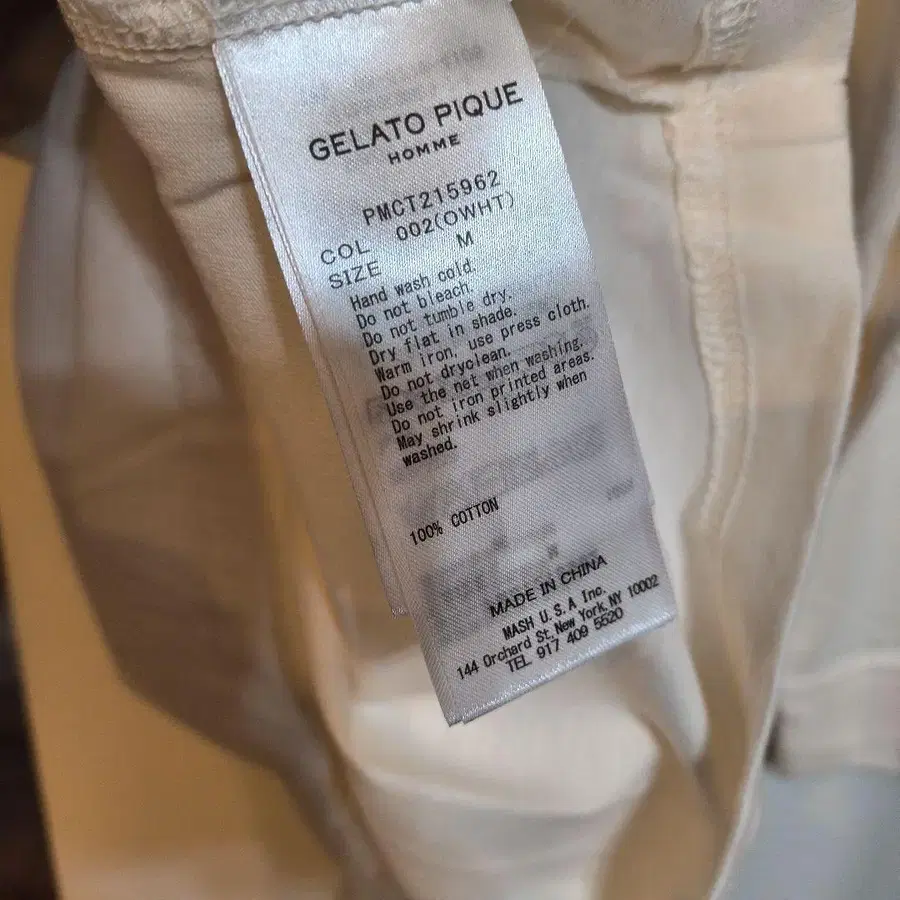 GELATO PIQUE
HOMME
PMCT215962
COL 002(OWHT)
SIZE M
Hand wash cold.
Do not bleach.
Do not tumble dry.
Dry flat in shade.
Warm iron, use press cloth.
Do not dryclean.
Use the net when washing.
Do not iron printed areas.
May shrink slightly when
washed.
100% COTTON
MADE IN CHINA
MASH U.S.A Inc.
144 Orchard St,New York,NY 10002
TEL 917 409 5520